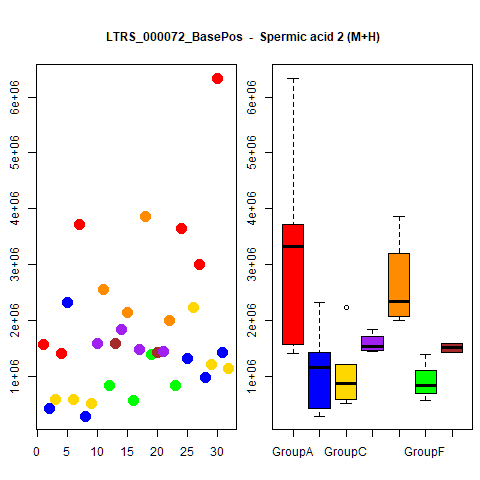 LTRS_000072_BasePos - Spermic acid 2 (M+H)
6e+06
5e+06
4e+06
3e+06
2e+06
1e+06
0 5 10 15 20 25 30
6e+06
5e+06
4e+06
3e+06
2e+06
1e+06
GroupA GroupC GroupF